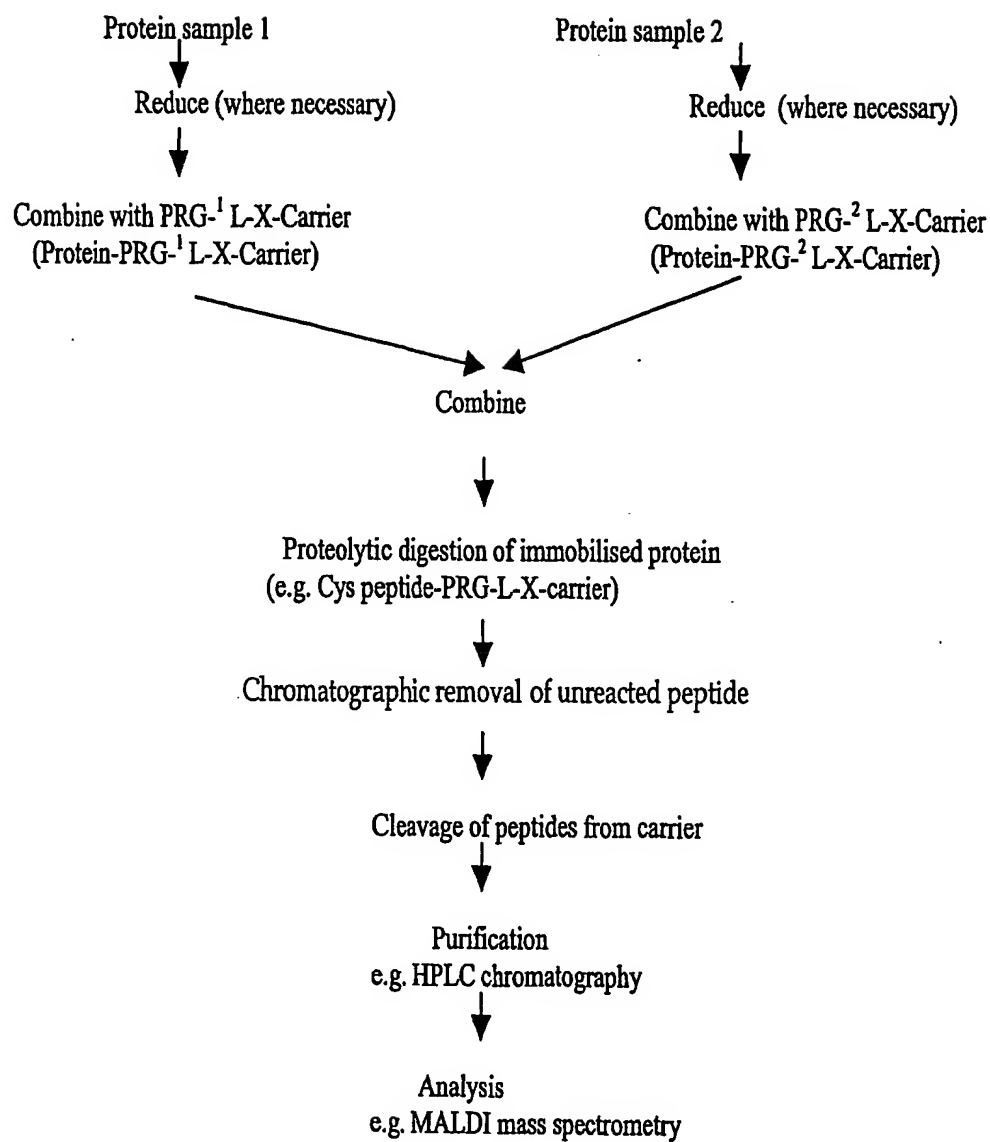 Protein sample 1
Protein sample 2
Reduce (where necessary)
Reduce (where necessary)
Combine with PRG-¹ L-X-Carrier
(Protein-PRG-¹ L-X-Carrier)
Combine with PRG-² L-X-Carrier
(Protein-PRG-² L-X-Carrier)
Combine
Proteolytic digestion of immobilised protein
(e.g. Cys peptide-PRG-L-X-carrier)
Chromatographic removal of unreacted peptide
Cleavage of peptides from carrier
Purification
e.g. HPLC chromatography
Analysis
e.g. MALDI mass spectrometry